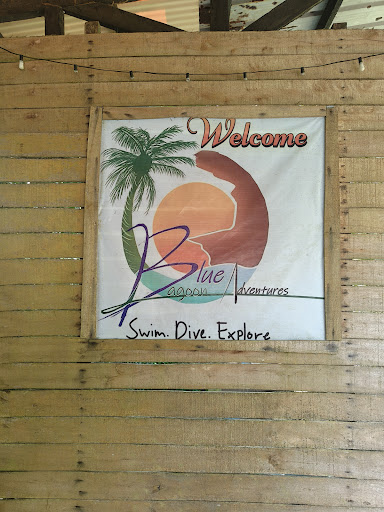 Welcome
Blue
Lagoon Adventures
Swim. Dive. Explore